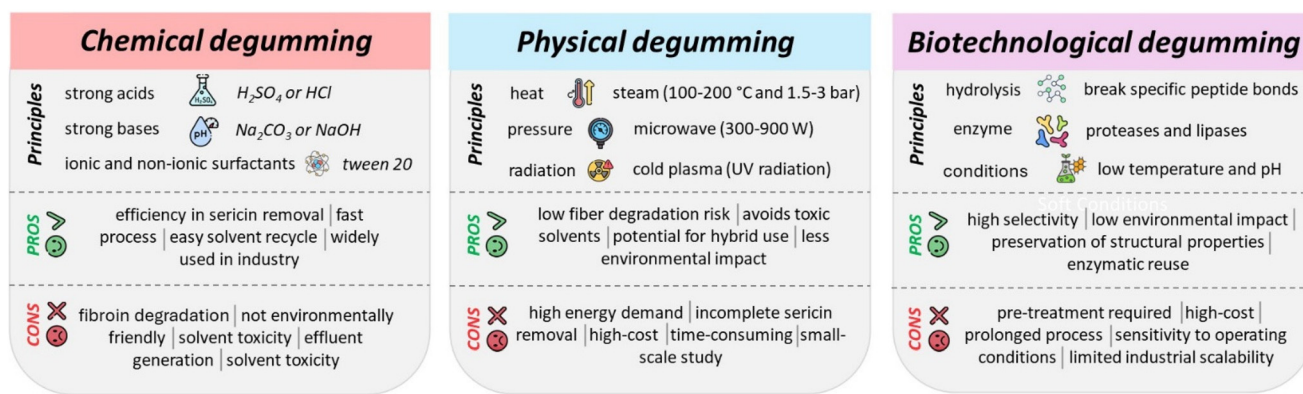 Chemical degumming
Principles
strong acids H₂SO₄ H₂SO₄ or HCl
strong bases pH Na₂CO₃ or NaOH
ionic and non-ionic surfactants tween 20
PROS
efficiency in sericin removal | fast
process | easy solvent recycle | widely
used in industry
CONS
fibroin degradation | not environmentally
friendly | solvent toxicity | effluent
generation | solvent toxicity
Physical degumming
Principles
heat steam (100-200 °C and 1.5-3 bar)
pressure microwave (300-900 W)
radiation cold plasma (UV radiation)
PROS
low fiber degradation risk | avoids toxic
solvents | potential for hybrid use | less
environmental impact
CONS
high energy demand | incomplete sericin
removal | high-cost | time-consuming | small-
scale study
Biotechnological degumming
Principles
hydrolysis break specific peptide bonds
enzyme proteases and lipases
conditions low temperature and pH
Soft Conditions
PROS
high selectivity | low environmental impact |
preservation of structural properties |
enzymatic reuse
CONS
pre-treatment required | high-cost |
prolonged process | sensitivity to operating
conditions | limited industrial scalability